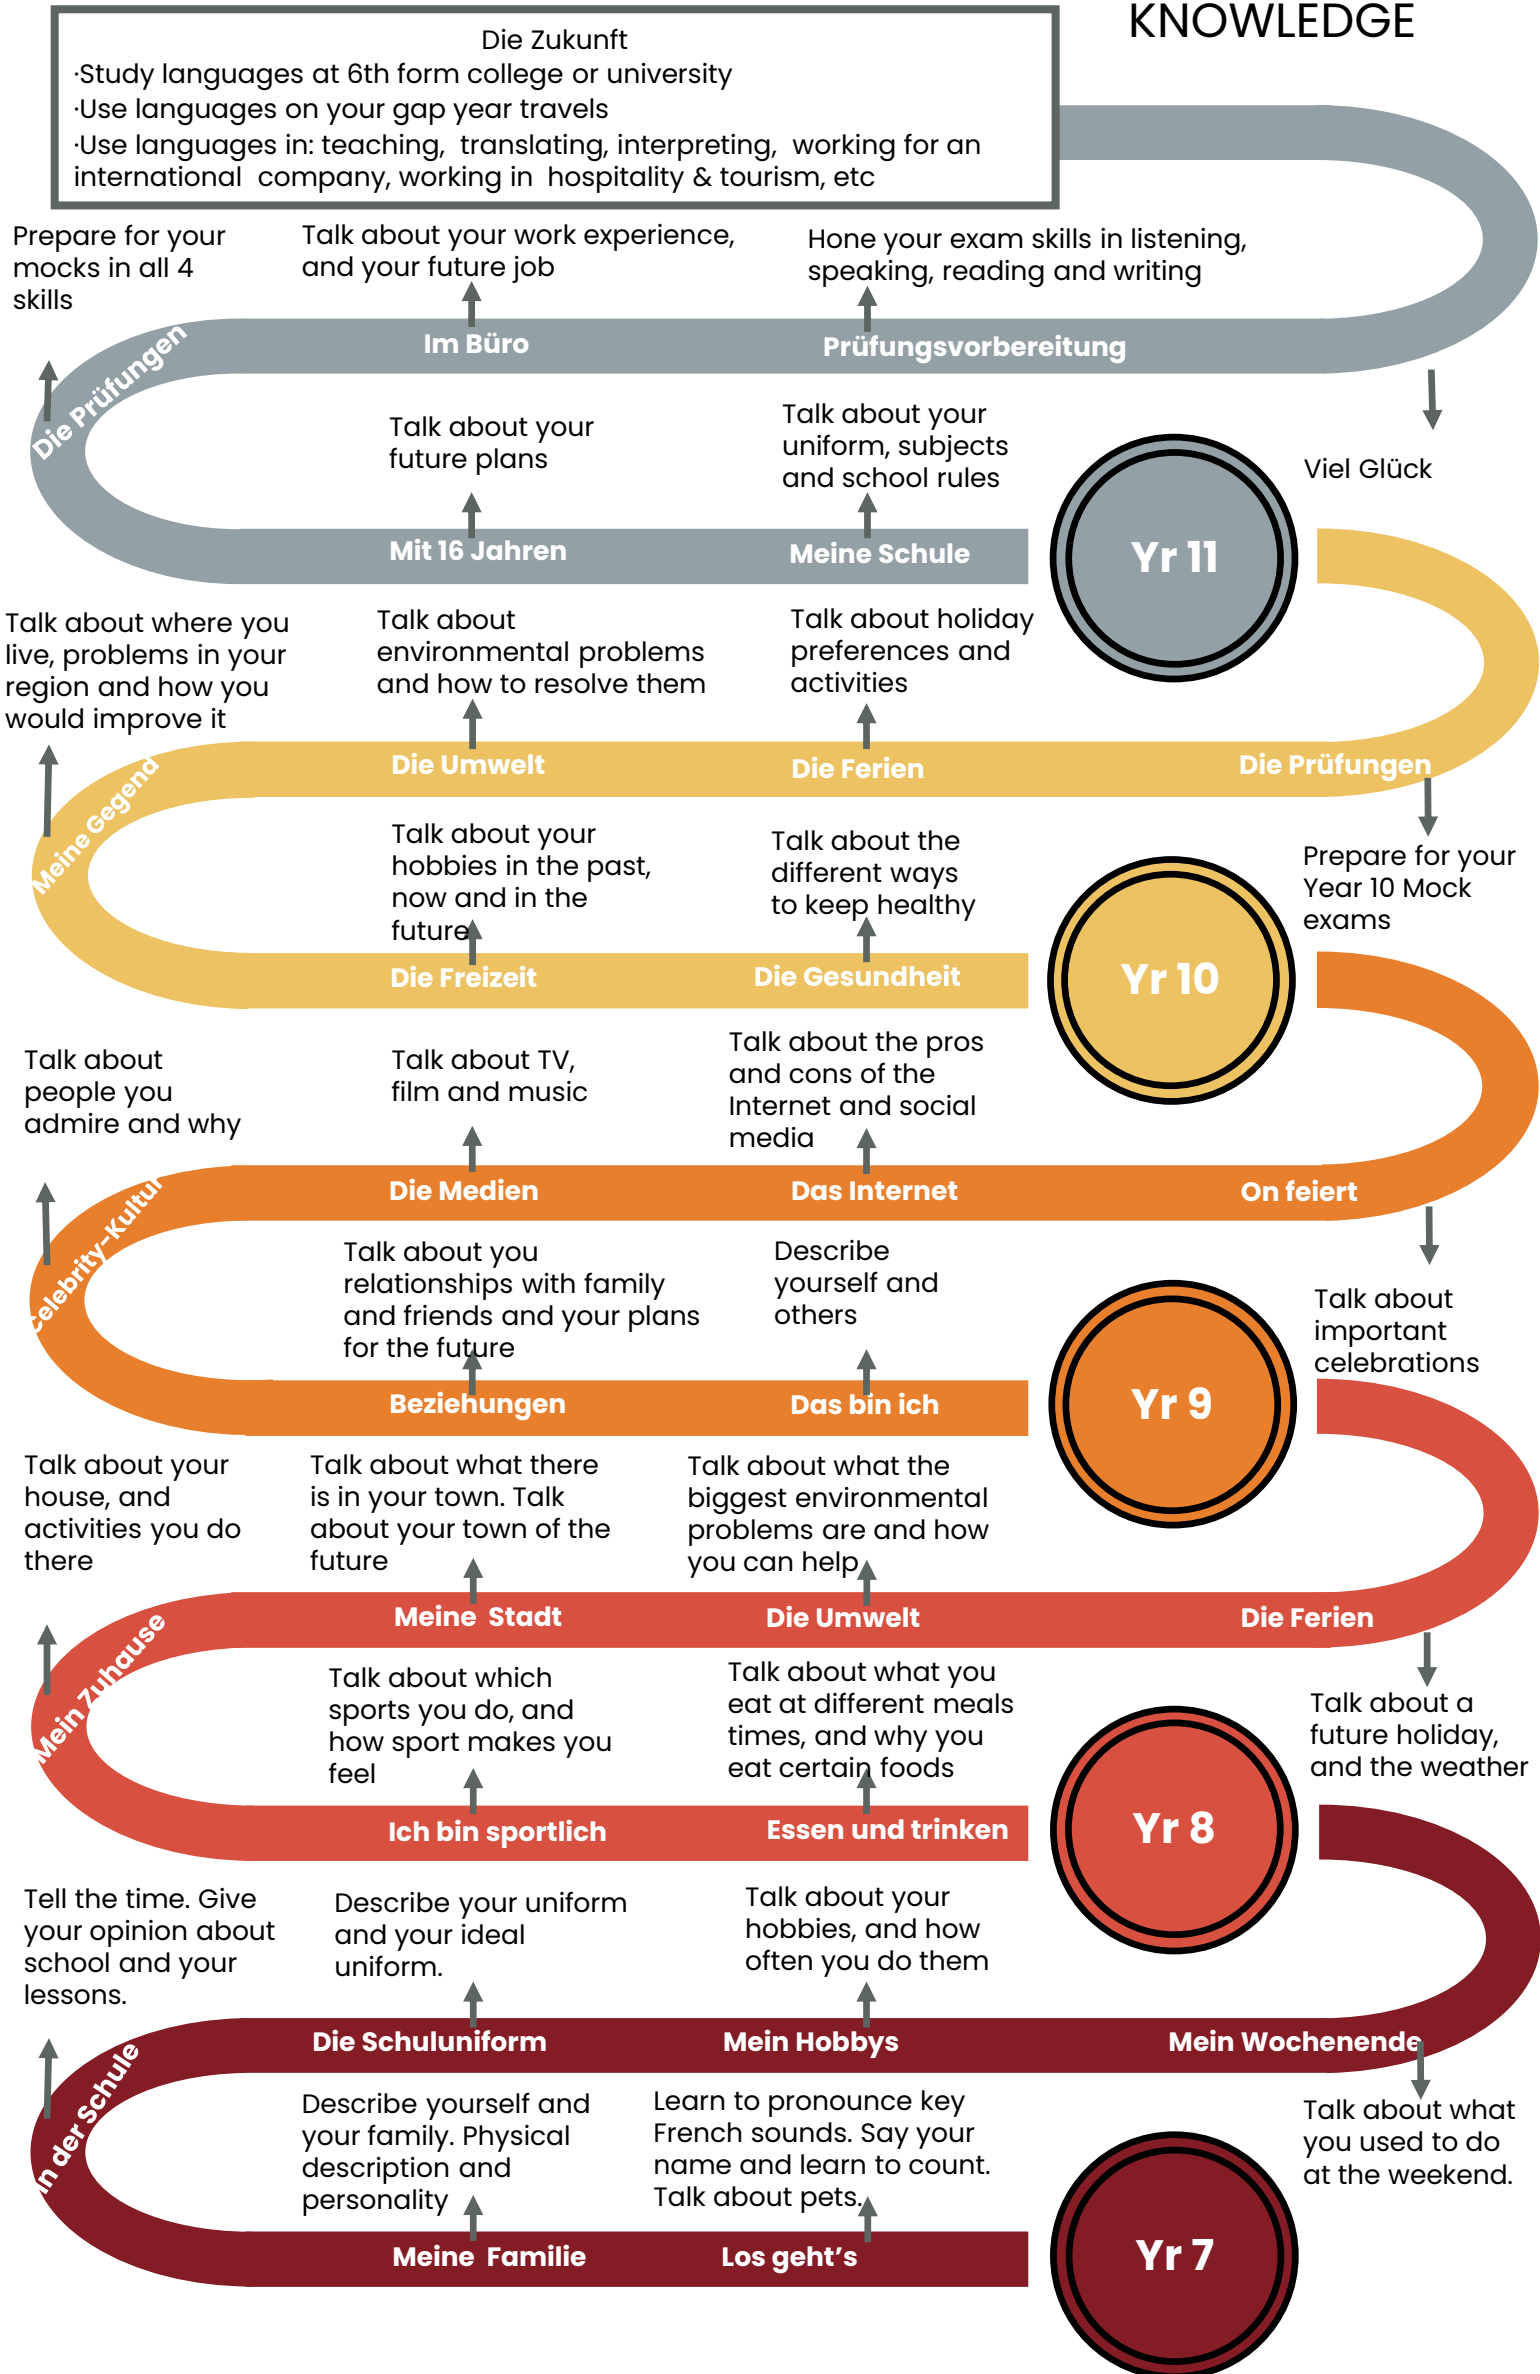 KNOWLEDGE
Die Zukunft
·Study languages at 6th form college or university
·Use languages on your gap year travels
·Use languages in: teaching, translating, interpreting, working for an
international company, working in hospitality & tourism, etc
Prepare for your
mocks in all 4
skills
Talk about your work experience,
and your future job
Hone your exam skills in listening,
speaking, reading and writing
Die Prüfungen
Im Büro
Prüfungsvorbereitung
Talk about your
future plans
Talk about your
uniform, subjects
and school rules
Viel Glück
Mit 16 Jahren
Meine Schule
Yr 11
Talk about where you
live, problems in your
region and how you
would improve it
Talk about
environmental problems
and how to resolve them
Talk about holiday
preferences and
activities
Meine Gegend
Die Umwelt
Die Ferien
Die Prüfungen
Talk about your
hobbies in the past,
now and in the
future
Talk about the
different ways
to keep healthy
Prepare for your
Year 10 Mock
exams
Die Freizeit
Die Gesundheit
Yr 10
Talk about
people you
admire and why
Talk about TV,
film and music
Talk about the pros
and cons of the
Internet and social
media
Celebrity-Kultur
Die Medien
Das Internet
On feiert
Talk about you
relationships with family
and friends and your plans
for the future
Describe
yourself and
others
Talk about
important
celebrations
Beziehungen
Das bin ich
Yr 9
Talk about your
house, and
activities you do
there
Talk about what there
is in your town. Talk
about your town of the
future
Talk about what the
biggest environmental
problems are and how
you can help
Mein Zuhause
Meine Stadt
Die Umwelt
Die Ferien
Talk about which
sports you do, and
how sport makes you
feel
Talk about what you
eat at different meals
times, and why you
eat certain foods
Talk about a
future holiday,
and the weather
Ich bin sportlich
Essen und trinken
Yr 8
Tell the time. Give
your opinion about
school and your
lessons.
Describe your uniform
and your ideal
uniform.
Talk about your
hobbies, and how
often you do them
In der Schule
Die Schuluniform
Mein Hobbys
Mein Wochenende
Describe yourself and
your family. Physical
description and
personality
Learn to pronounce key
French sounds. Say your
name and learn to count.
Talk about pets.
Talk about what
you used to do
at the weekend.
Meine Familie
Los geht's
Yr 7